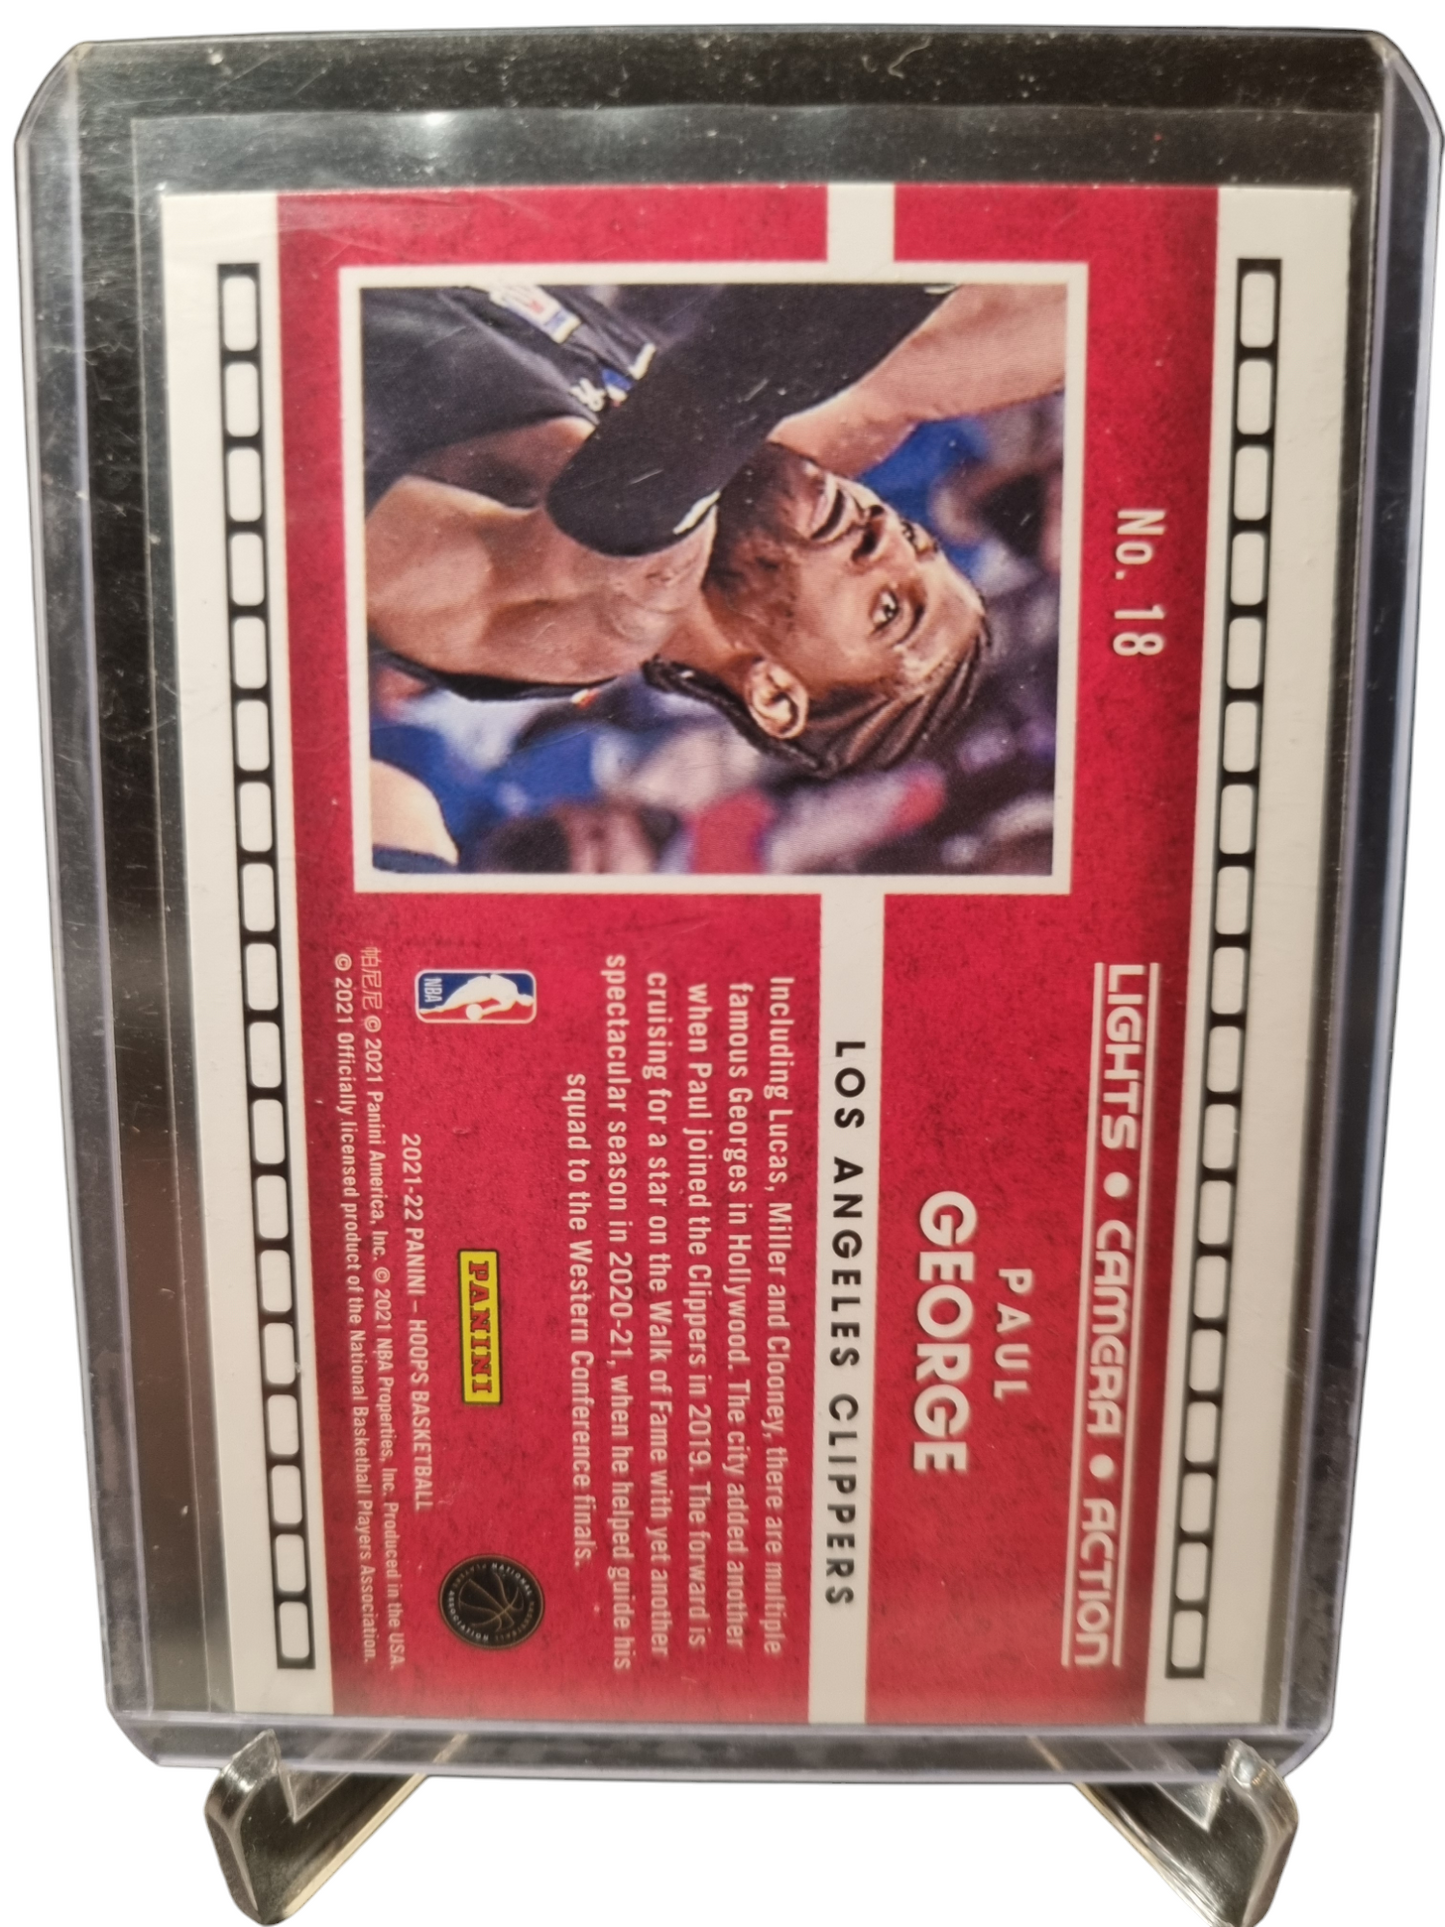 No. 18
LIGHTS • CAMERA • ACTION
PAUL
GEORGE
LOS ANGELES CLIPPERS
Including Lucas, Miller and Clooney, there are multiple
famous Georges in Hollywood. The city added another
when Paul joined the Clippers in 2019. The forward is
cruising for a star on the Walk of Fame with yet another
spectacular season in 2020-21, when he helped guide his
squad to the Western Conference finals.
NBA
PANINI
2021-22 PANINI – HOOPS BASKETBALL
帕尼尼 © 2021 Panini America, Inc. © 2021 NBA Properties, Inc. Produced in the USA.
© 2021 Officially licensed product of the National Basketball Players Association.